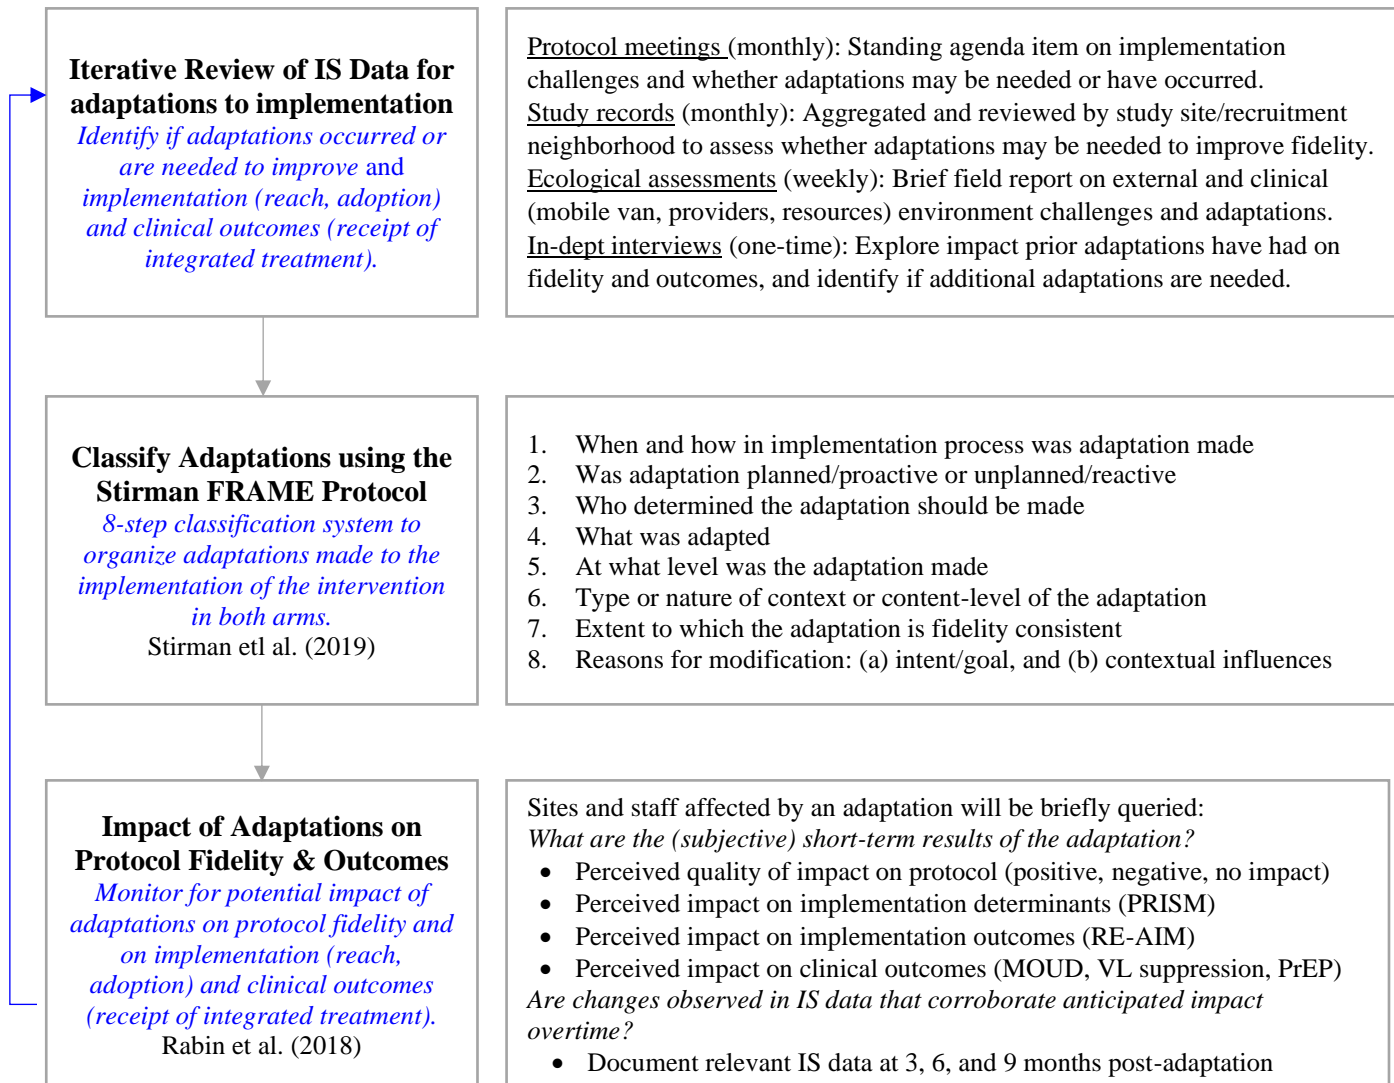 Iterative Review of IS Data for
adaptations to implementation
Identify if adaptations occurred or
are needed to improve and
implementation (reach, adoption)
and clinical outcomes (receipt of
integrated treatment).
Protocol meetings (monthly): Standing agenda item on implementation
challenges and whether adaptations may be needed or have occurred.
Study records (monthly): Aggregated and reviewed by study site/recruitment
neighborhood to assess whether adaptations may be needed to improve fidelity.
Ecological assessments (weekly): Brief field report on external and clinical
(mobile van, providers, resources) environment challenges and adaptations.
In-dept interviews (one-time): Explore impact prior adaptations have had on
fidelity and outcomes, and identify if additional adaptations are needed.
Classify Adaptations using the
Stirman FRAME Protocol
8-step classification system to
organize adaptations made to the
implementation of the intervention
in both arms.
Stirman etl al. (2019)
1. When and how in implementation process was adaptation made
2. Was adaptation planned/proactive or unplanned/reactive
3. Who determined the adaptation should be made
4. What was adapted
5. At what level was the adaptation made
6. Type or nature of context or content-level of the adaptation
7. Extent to which the adaptation is fidelity consistent
8. Reasons for modification: (a) intent/goal, and (b) contextual influences
Impact of Adaptations on
Protocol Fidelity & Outcomes
Monitor for potential impact of
adaptations on protocol fidelity and
on implementation (reach,
adoption) and clinical outcomes
(receipt of integrated treatment).
Rabin et al. (2018)
Sites and staff affected by an adaptation will be briefly queried:
What are the (subjective) short-term results of the adaptation?
• Perceived quality of impact on protocol (positive, negative, no impact)
• Perceived impact on implementation determinants (PRISM)
• Perceived impact on implementation outcomes (RE-AIM)
• Perceived impact on clinical outcomes (MOUD, VL suppression, PrEP)
Are changes observed in IS data that corroborate anticipated impact
overtime?
• Document relevant IS data at 3, 6, and 9 months post-adaptation